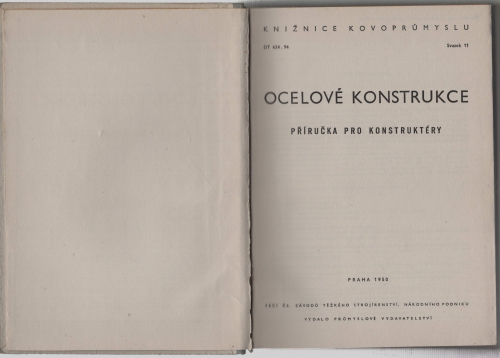 KNIŽNICE KOVOPRŮMYSLU
DT 624.94 Svazek 11
OCELOVÉ KONSTRUKCE
PŘÍRUČKA PRO KONSTRUKTÉRY
PRAHA 1950
ČS. ZÁVODŮ TĚŽKÉHO STROJÍRENSTVÍ, NÁRODNÍHO PODNIKU
VYDALO PRŮMYSLOVÉ VYDAVATELSTVÍ